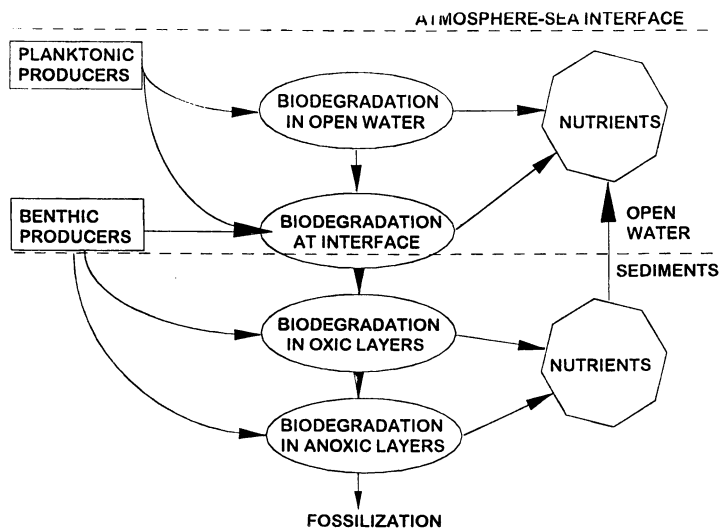 ATMOSPHERE-SEA INTERFACE
PLANKTONIC
PRODUCERS
BIODEGRADATION
IN OPEN WATER
NUTRIENTS
BENTHIC
PRODUCERS
BIODEGRADATION
AT INTERFACE
OPEN
WATER
SEDIMENTS
BIODEGRADATION
IN OXIC LAYERS
NUTRIENTS
BIODEGRADATION
IN ANOXIC LAYERS
FOSSILIZATION